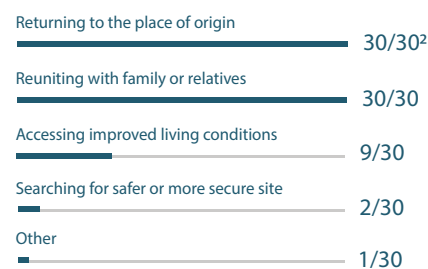 Returning to the place of origin
30/30²
Reuniting with family or relatives
30/30
Accessing improved living conditions
9/30
Searching for safer or more secure site
2/30
Other
1/30